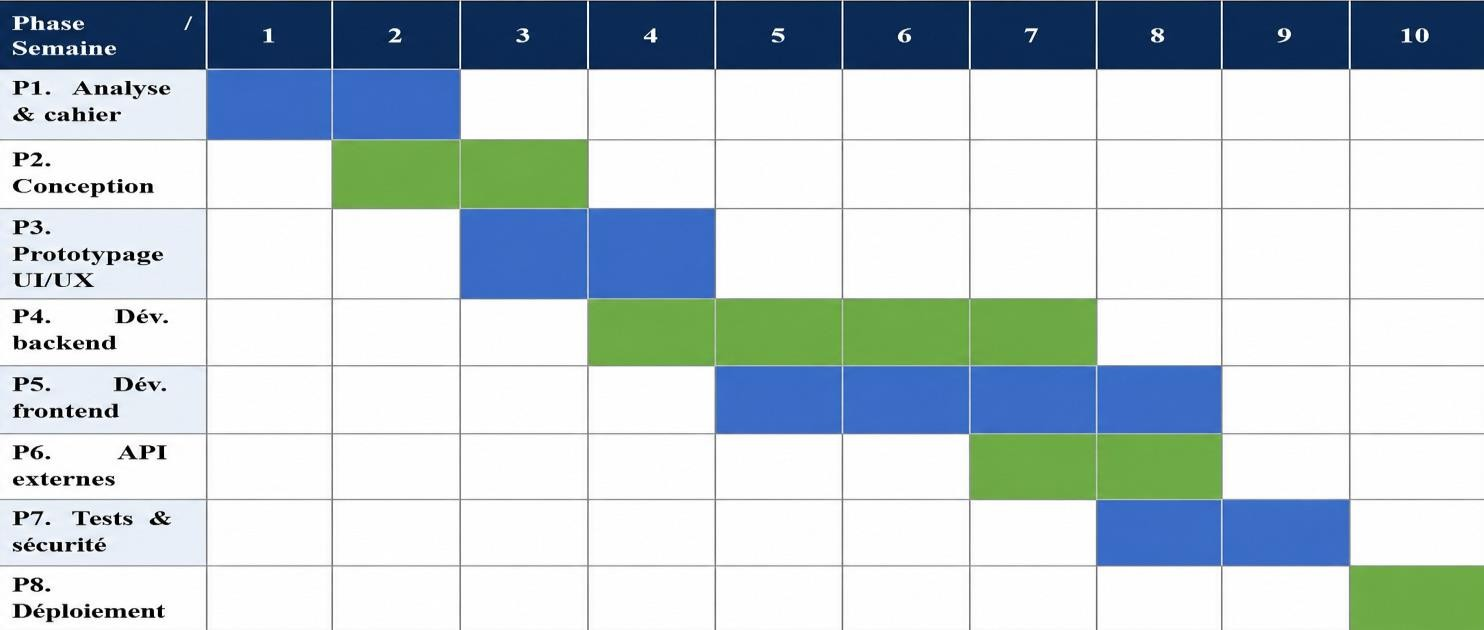 Phase / 1 2 3 4 5 6 7 8 9 10
Semaine
P1. Analyse
& cahier
P2.
Conception
P3.
Prototypage
UI/UX
P4. Dév.
backend
P5. Dév.
frontend
P6. API
externes
P7. Tests &
sécurité
P8.
Déploiement